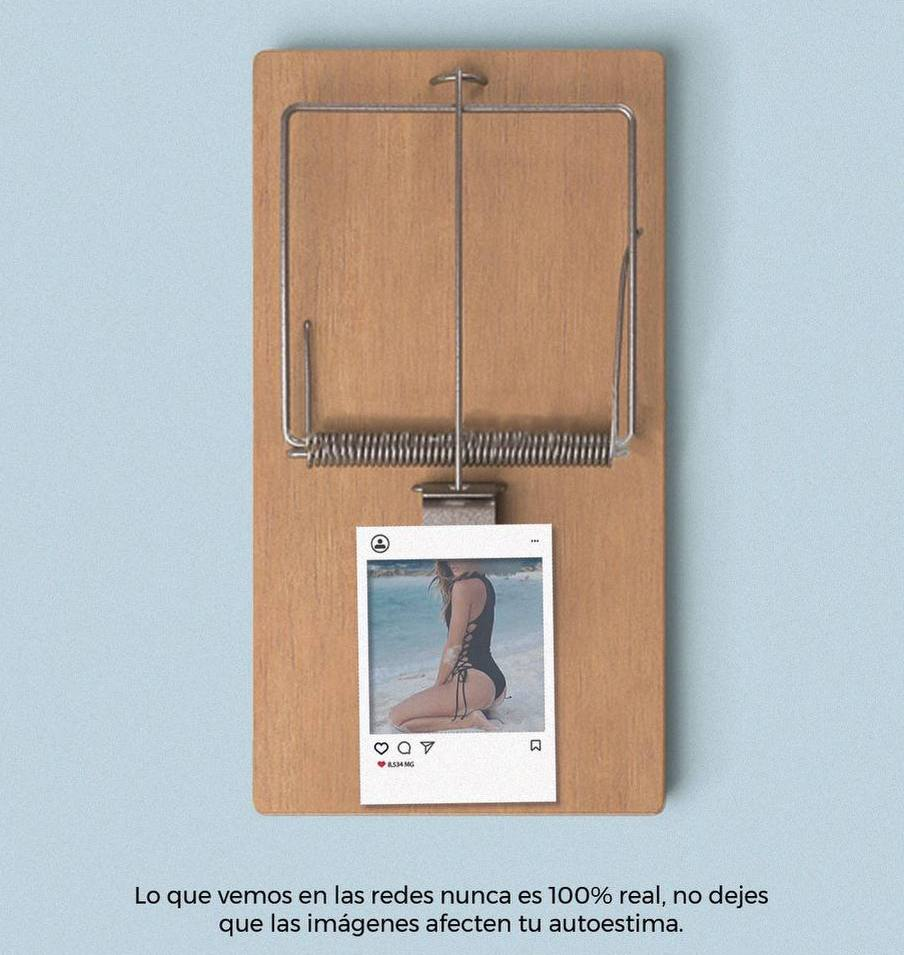 8,534 MG
Lo que vemos en las redes nunca es 100% real, no dejes
que las imágenes afecten tu autoestima.